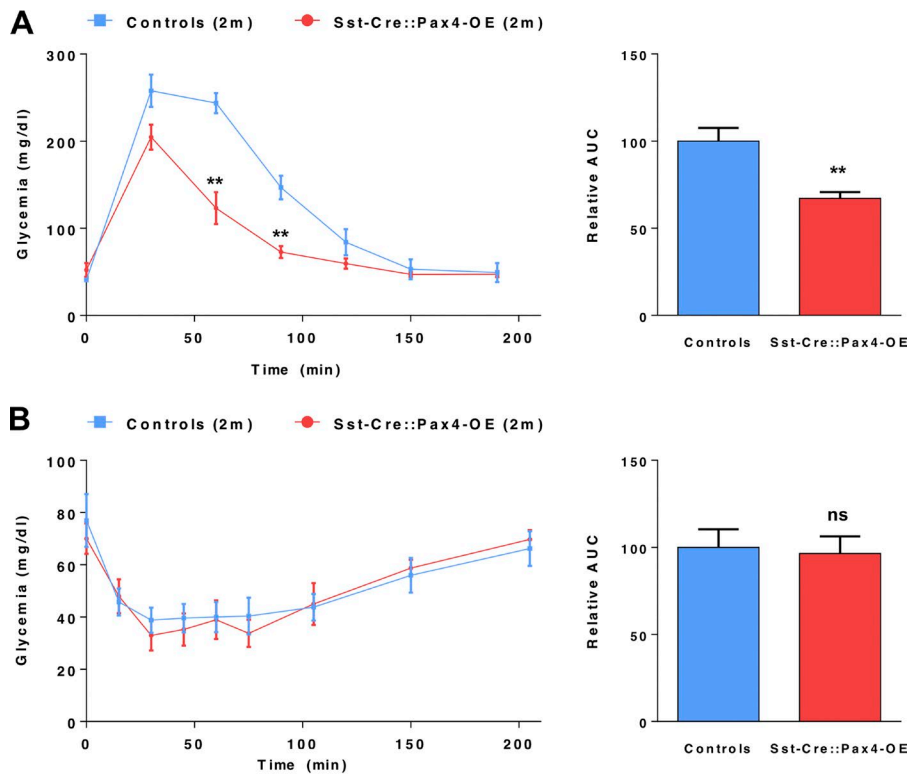 A
Controls (2m) Sst-Cre::Pax4-OE (2m)
Glycemia (mg/dl)
300
200
100
0
**
**
0 50 100 150 200
Time (min)
Relative AUC
150
100
50
0
**
Controls Sst-Cre::Pax4-OE
B
Controls (2m) Sst-Cre::Pax4-OE (2m)
Glycemia (mg/dl)
100
80
60
40
20
0
0 50 100 150 200
Time (min)
Relative AUC
150
100
50
0
ns
Controls Sst-Cre::Pax4-OE